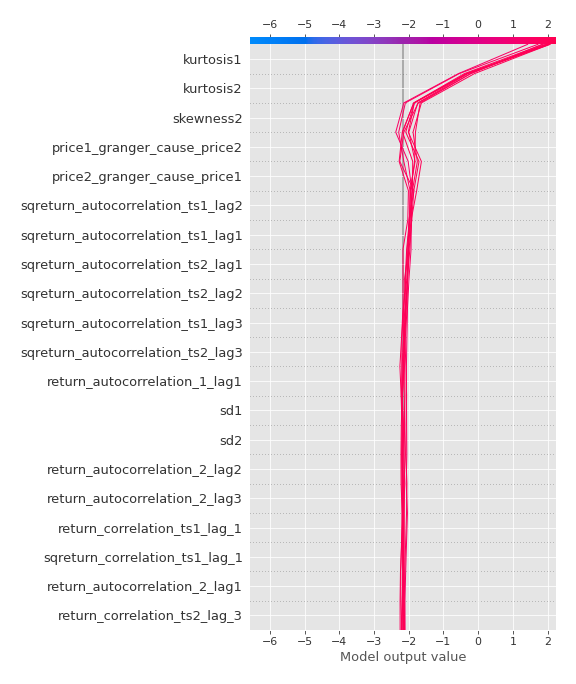 −6 −5 −4 −3 −2 −1 0 1 2
kurtosis1
kurtosis2
skewness2
price1_granger_cause_price2
price2_granger_cause_price1
sqreturn_autocorrelation_ts1_lag2
sqreturn_autocorrelation_ts1_lag1
sqreturn_autocorrelation_ts2_lag1
sqreturn_autocorrelation_ts2_lag2
sqreturn_autocorrelation_ts1_lag3
sqreturn_autocorrelation_ts2_lag3
return_autocorrelation_1_lag1
sd1
sd2
return_autocorrelation_2_lag2
return_autocorrelation_2_lag3
return_correlation_ts1_lag_1
sqreturn_correlation_ts1_lag_1
return_autocorrelation_2_lag1
return_correlation_ts2_lag_3
−6 −5 −4 −3 −2 −1 0 1 2
Model output value